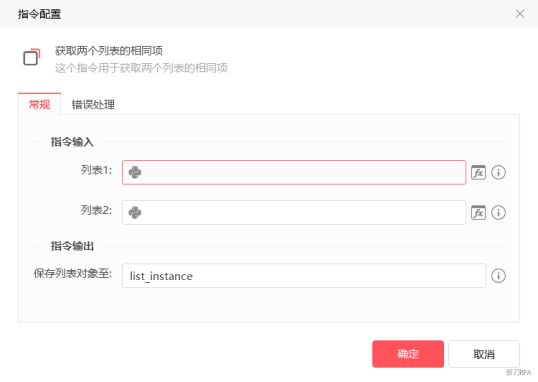 指令配置
获取两个列表的相同项
这个指令用于获取两个列表的相同项
常规 错误处理
指令输入
列表1: fx
列表2: fx
指令输出
保存列表对象至: list_instance
确定 取消
影刀RPA